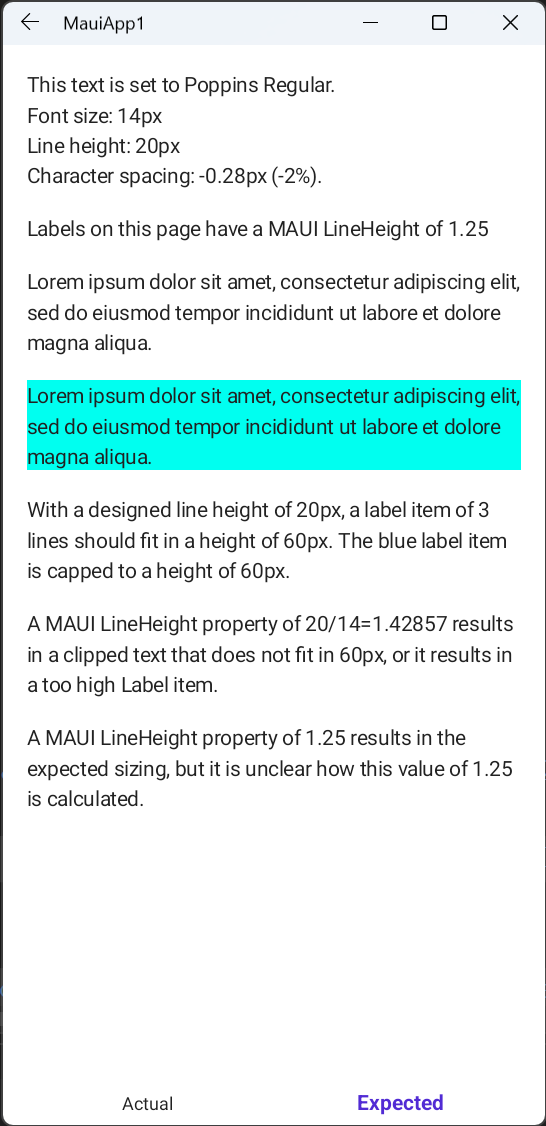 MauiApp1
This text is set to Poppins Regular.
Font size: 14px
Line height: 20px
Character spacing: -0.28px (-2%).
Labels on this page have a MAUI LineHeight of 1.25
Lorem ipsum dolor sit amet, consectetur adipiscing elit,
sed do eiusmod tempor incididunt ut labore et dolore
magna aliqua.
Lorem ipsum dolor sit amet, consectetur adipiscing elit,
sed do eiusmod tempor incididunt ut labore et dolore
magna aliqua.
With a designed line height of 20px, a label item of 3
lines should fit in a height of 60px. The blue label item
is capped to a height of 60px.
A MAUI LineHeight property of 20/14=1.42857 results
in a clipped text that does not fit in 60px, or it results in
a too high Label item.
A MAUI LineHeight property of 1.25 results in the
expected sizing, but it is unclear how this value of 1.25
is calculated.
Actual
Expected